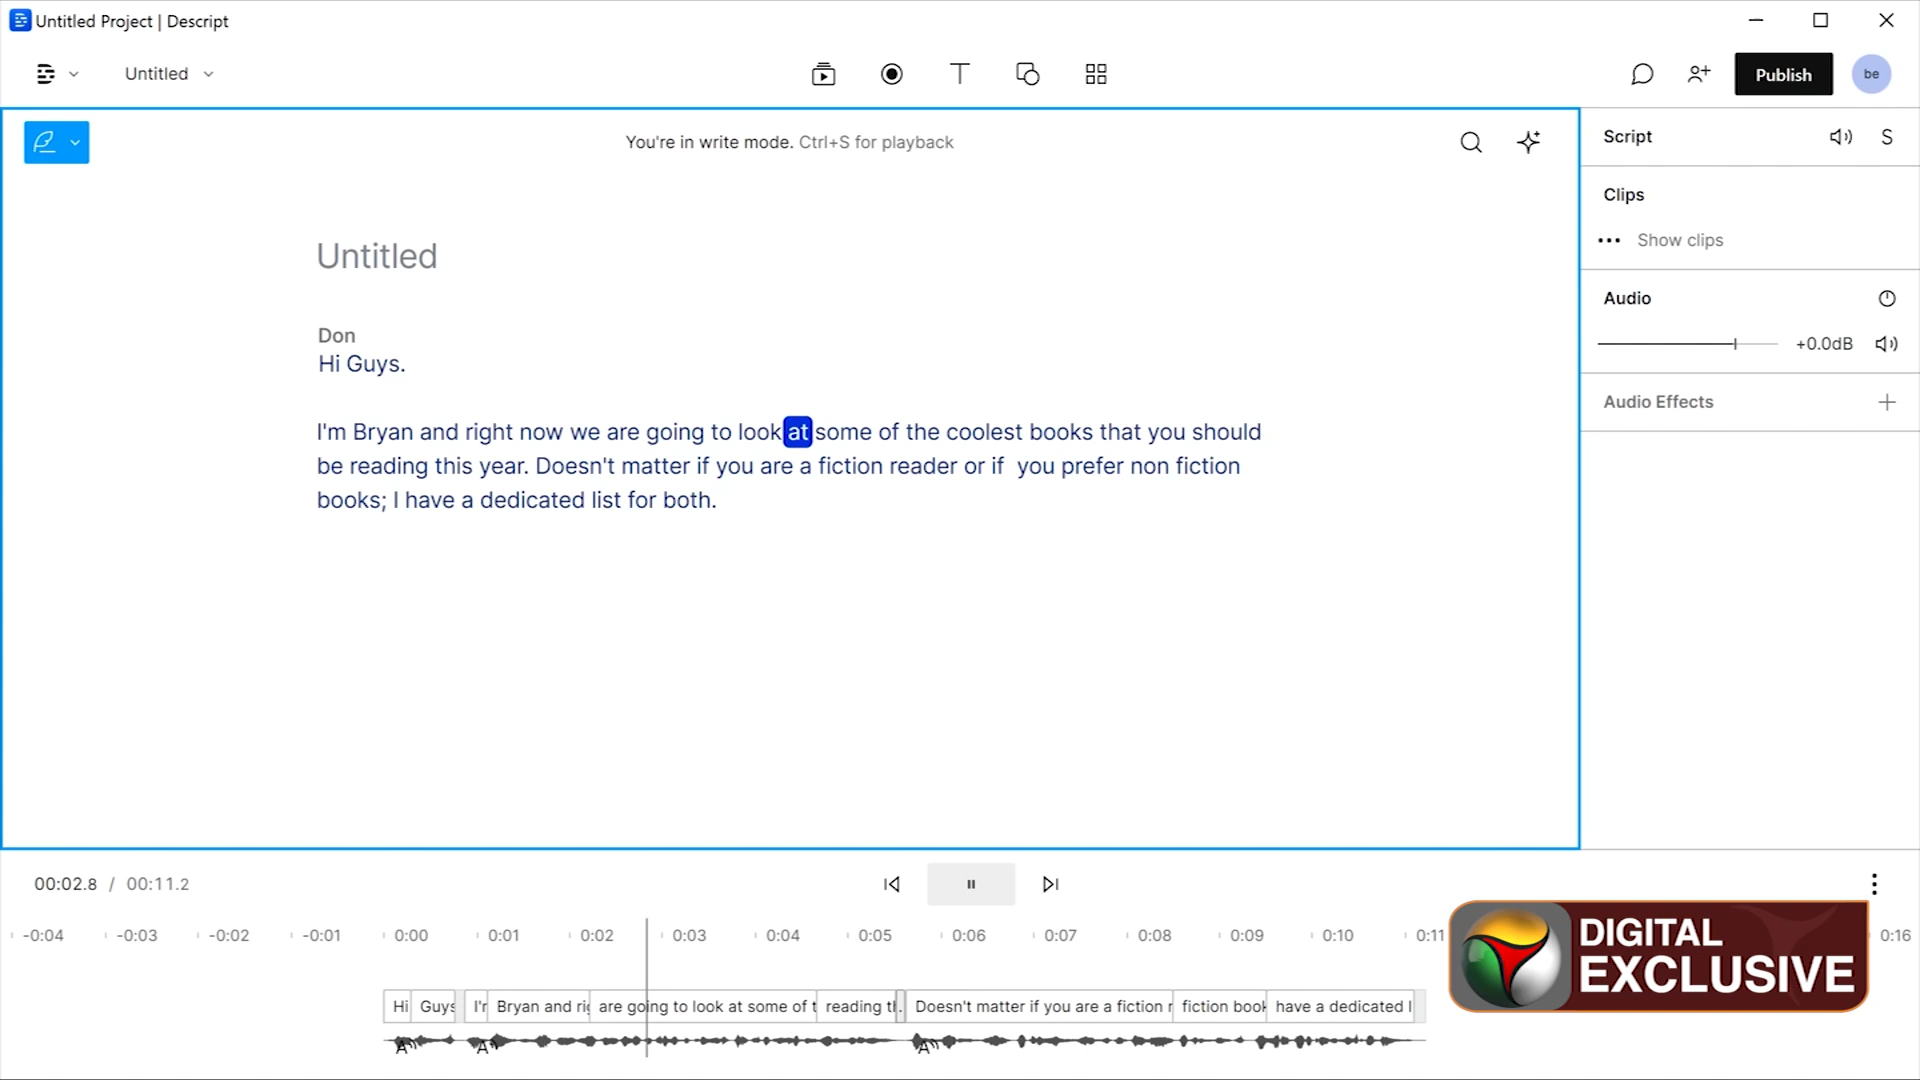 Untitled Project | Descript
Untitled
Publish
be
You're in write mode. Ctrl+S for playback
Script
S
Clips
Show clips
Untitled
Audio
Don
+0.0dB
Hi Guys.
Audio Effects
I'm Bryan and right now we are going to look at some of the coolest books that you should
be reading this year. Doesn't matter if you are a fiction reader or if  you prefer non fiction
books; I have a dedicated list for both.
00:02.8 / 00:11.2
-0:04 -0:03 -0:02 -0:01 0:00 0:01 0:02 0:03 0:04 0:05 0:06 0:07 0:08 0:09 0:10 0:11 0:16
DIGITAL
EXCLUSIVE
Hi Guys I'm Bryan and rig are going to look at some of t reading th. Doesn't matter if you are a fiction r fiction book have a dedicated l